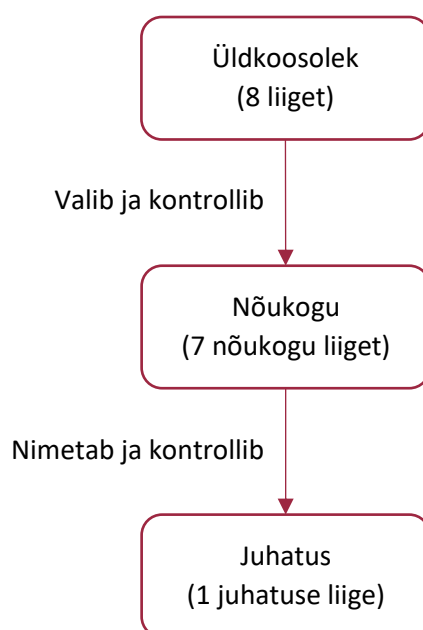 Üldkoosolek
(8 liiget)
Valib ja kontrollib
Nõukogu
(7 nõukogu liiget)
Nimetab ja kontrollib
Juhatus
(1 juhatuse liige)